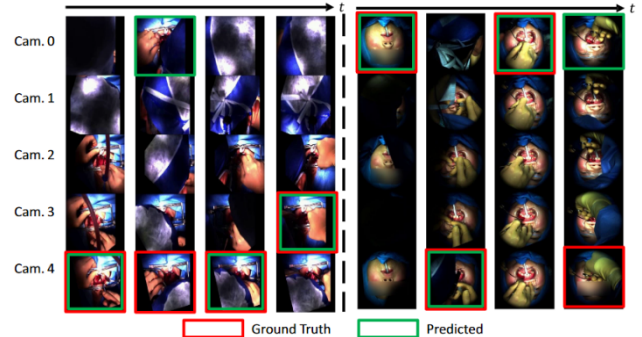 t
t
Cam. 0
Cam. 1
Cam. 2
Cam. 3
Cam. 4
Ground Truth
Predicted